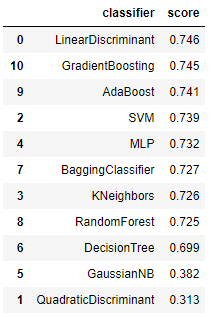 classifier score
0 LinearDiscriminant 0.746
10 GradientBoosting 0.745
9 AdaBoost 0.741
2 SVM 0.739
4 MLP 0.732
7 BaggingClassifier 0.727
3 KNeighbors 0.726
8 RandomForest 0.725
6 DecisionTree 0.699
5 GaussianNB 0.382
1 QuadraticDiscriminant 0.313